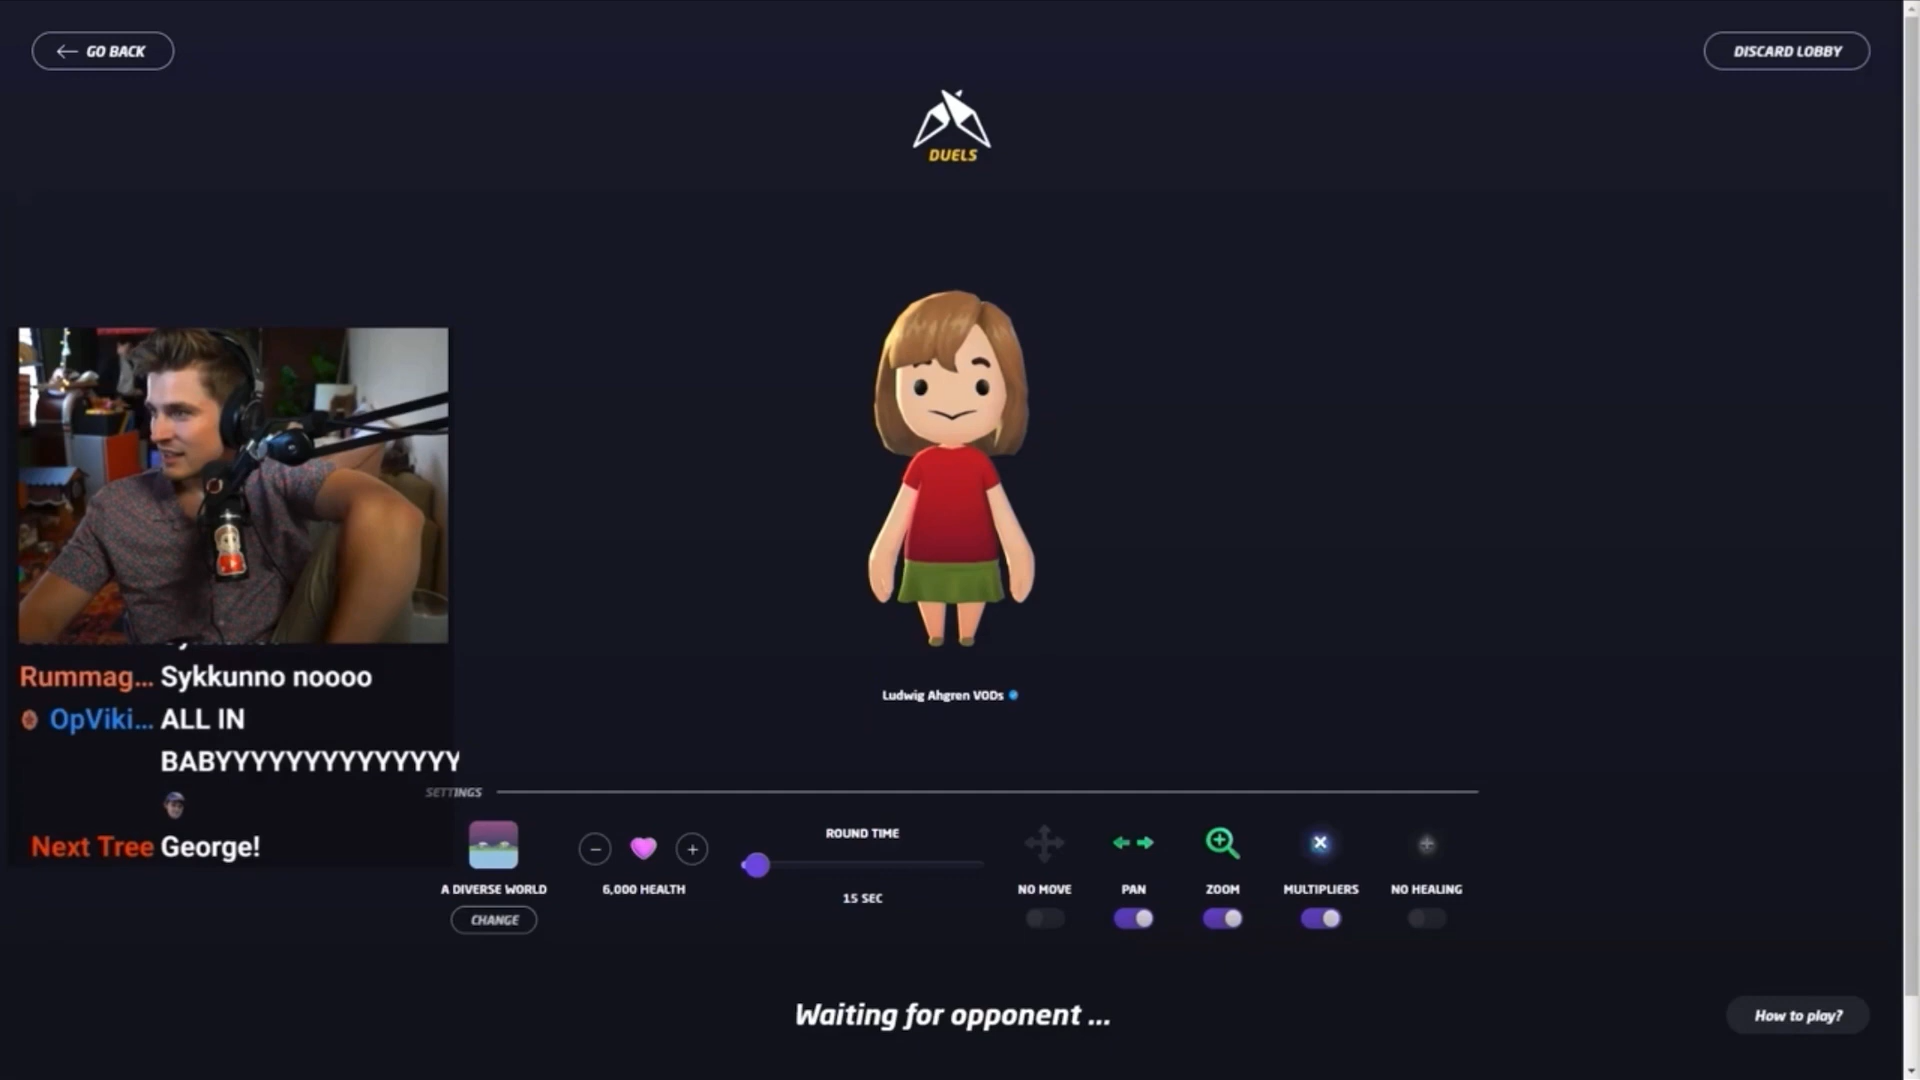 GO BACK
DISCARD LOBBY
DUELS
Rummag... Sykkunno noooo
OpViki... ALL IN
BABYYYYYYYYYYYYYY
Next Tree George!
Ludwig Ahgren VODs
SETTINGS
A DIVERSE WORLD
CHANGE
6,000 HEALTH
ROUND TIME
15 SEC
NO MOVE
PAN
ZOOM
MULTIPLIERS
NO HEALING
Waiting for opponent ...
How to play?